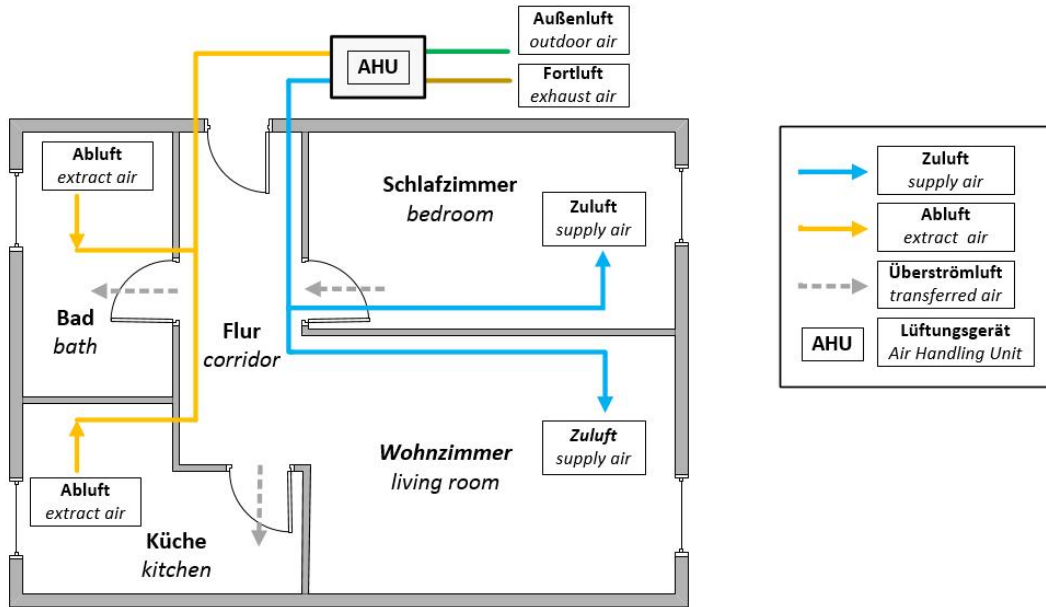 Außenluft
outdoor air
AHU
Fortluft
exhaust air
Abluft
extract air
Schlafzimmer
bedroom
Zuluft
supply air
Bad
bath
Flur
corridor
Wohnzimmer
living room
Zuluft
supply air
Abluft
extract air
Küche
kitchen
Zuluft
supply air
Abluft
extract air
Überströmluft
transferred air
AHU
Lüftungsgerät
Air Handling Unit